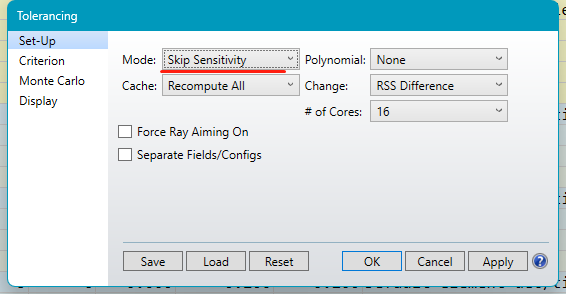 Tolerancing
Set-Up
Criterion
Monte Carlo
Display
Mode: Skip Sensitivity Polynomial: None
Cache: Recompute All Change: RSS Difference
# of Cores: 16
Force Ray Aiming On
Separate Fields/Configs
Save Load Reset OK Cancel Apply ?